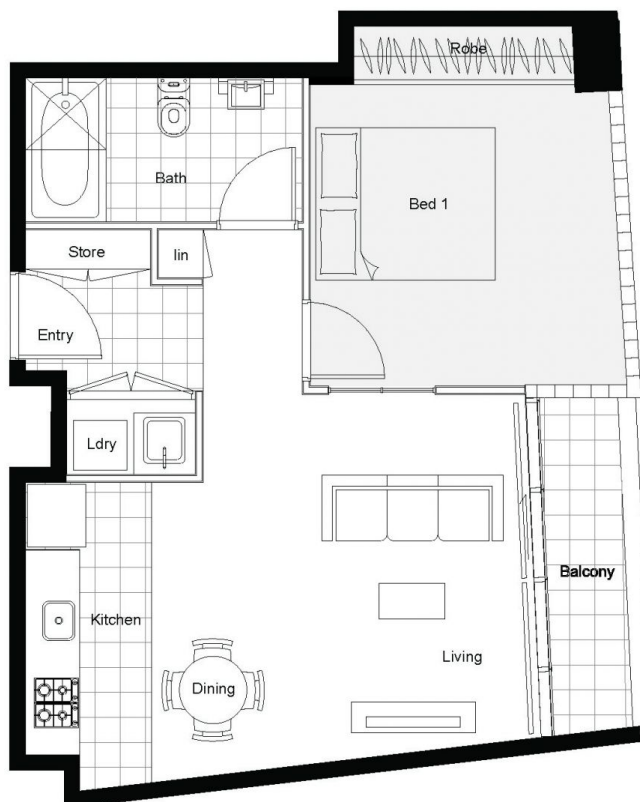 Robe
Bath
Bed 1
Store
lin
Entry
Ldry
Balcony
Kitchen
Living
Dining